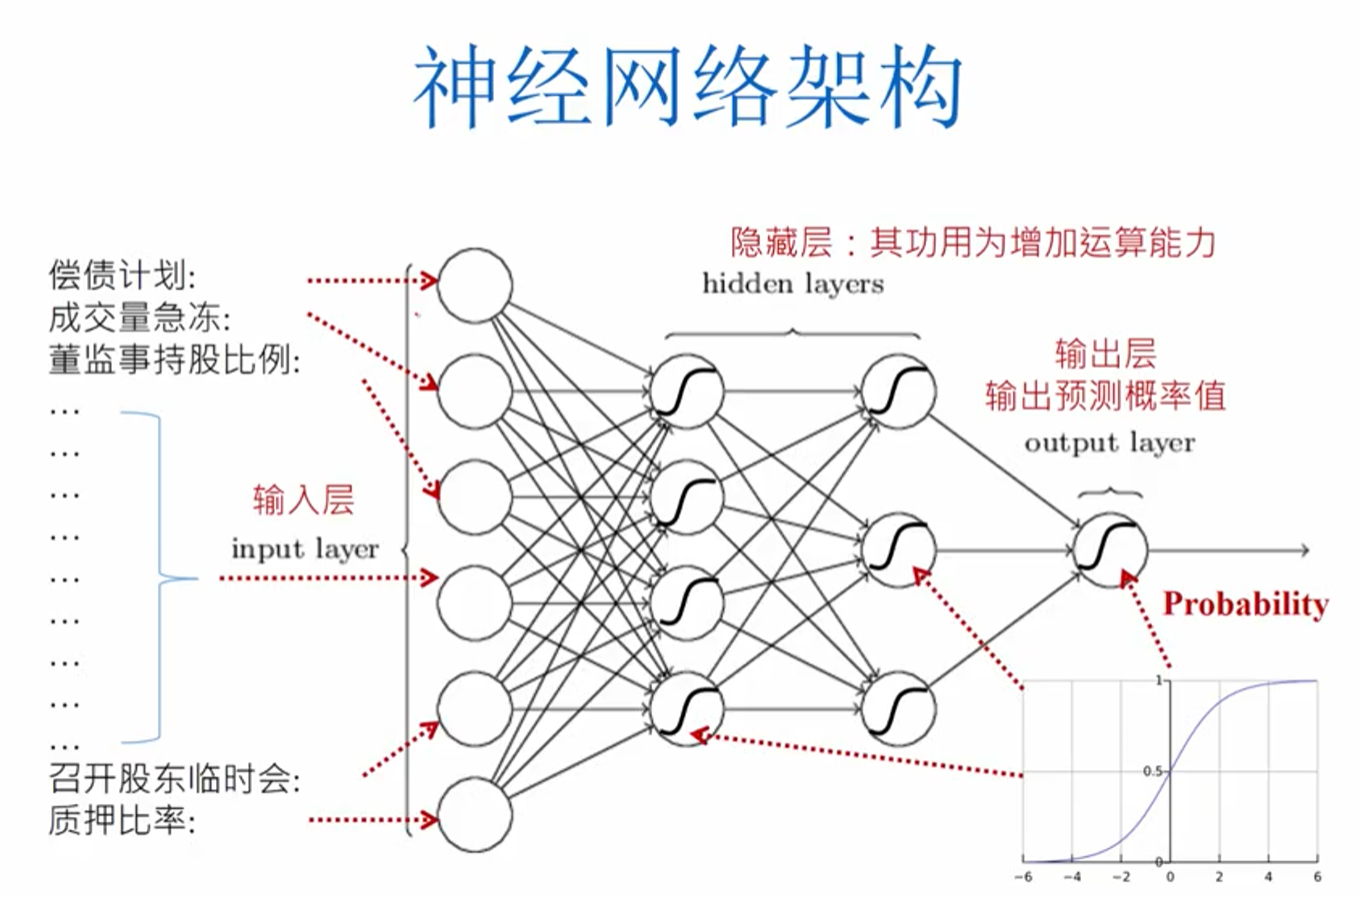 神经网络架构
隐藏层：其功用为增加运算能力
hidden layers
偿债计划:
成交量急冻:
董监事持股比例:
…
…
…
…
…
…
…
…
…
召开股东临时会:
质押比率:
输入层
input layer
输出层
输出预测概率值
output layer
Probability
1
0.5
0
−6 −4 −2 0 2 4 6